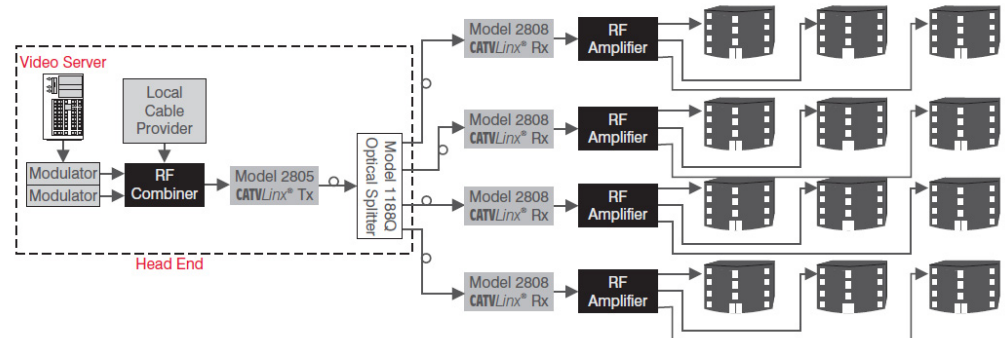 Video Server
Local
Cable
Provider
Modulator
Modulator
RF
Combiner
Model 2805
CATVLinx® Tx
Model 1188Q
Optical Splitter
Head End
Model 2808
CATVLinx® Rx
RF
Amplifier
Model 2808
CATVLinx® Rx
RF
Amplifier
Model 2808
CATVLinx® Rx
RF
Amplifier
Model 2808
CATVLinx® Rx
RF
Amplifier